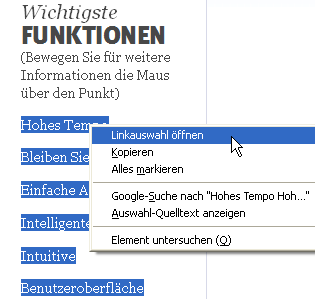 Wichtigste
FUNKTIONEN
(Bewegen Sie für weitere
Informationen die Maus
über den Punkt)
Hohes Tempo
Linkauswahl öffnen
Bleiben Sie
Kopieren
Alles markieren
Einfache A
Google-Suche nach "Hohes Tempo Hoh..."
Auswahl-Quelltext anzeigen
Intelligente
Element untersuchen (Q)
Intuitive
Benutzeroberfläche